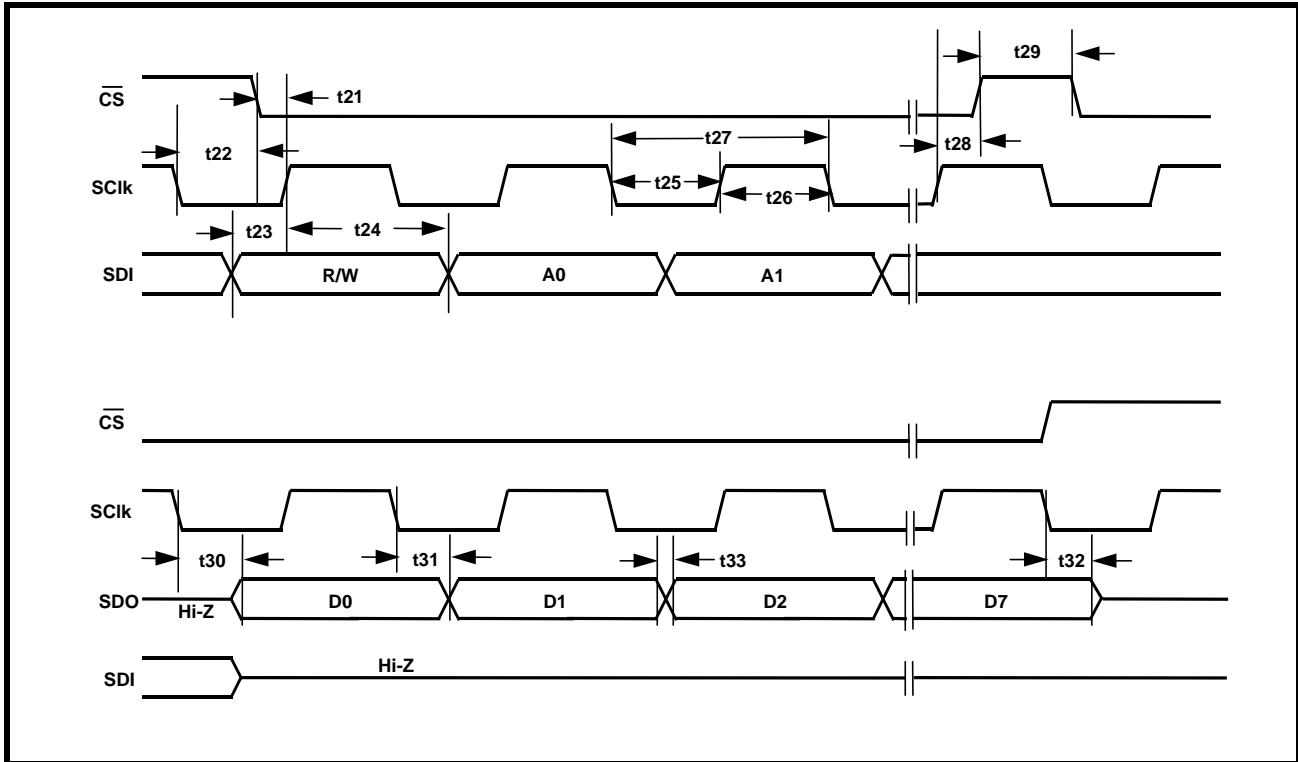 CS
t21
t29
t22
t27
t28
SClk
t25
t26
t23
t24
SDI
R/W
A0
A1
CS
SClk
t30
t31
t33
t32
SDO
Hi-Z
D0
D1
D2
D7
SDI
Hi-Z